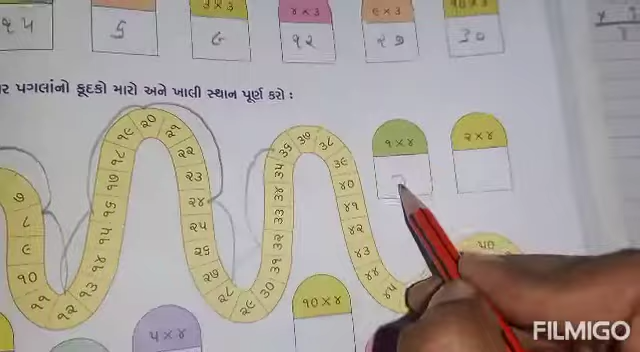 ૩ X ૩ ૪ X ૩ ૯ X ૩ ૧૦ X ૩
૧૫ ૬ ૯ ૧૨ ૨૭ ૩૦
ર પગલાંનો કૂદકો મારો અને ખાલી સ્થાન પૂર્ણ કરો :
૭ ૮ ૯ ૧૦ ૧૧ ૧૨ ૧૩ ૧૪ ૧૫ ૧૬ ૧૭ ૧૮ ૧૯ ૨૦ ૨૧ ૨૨ ૨૩ ૨૪ ૨૫ ૨૬ ૨૭ ૨૮ ૨૯ ૩૦ ૩૧ ૩૨ ૩૩ ૩૪ ૩૫ ૩૬ ૩૭ ૩૮ ૩૯ ૪૦ ૪૧ ૪૨ ૪૩ ૪૪ ૪૫
૧ X ૪ ૨ X ૪
૫ X ૪ ૧૦ X ૪
FILMIGO